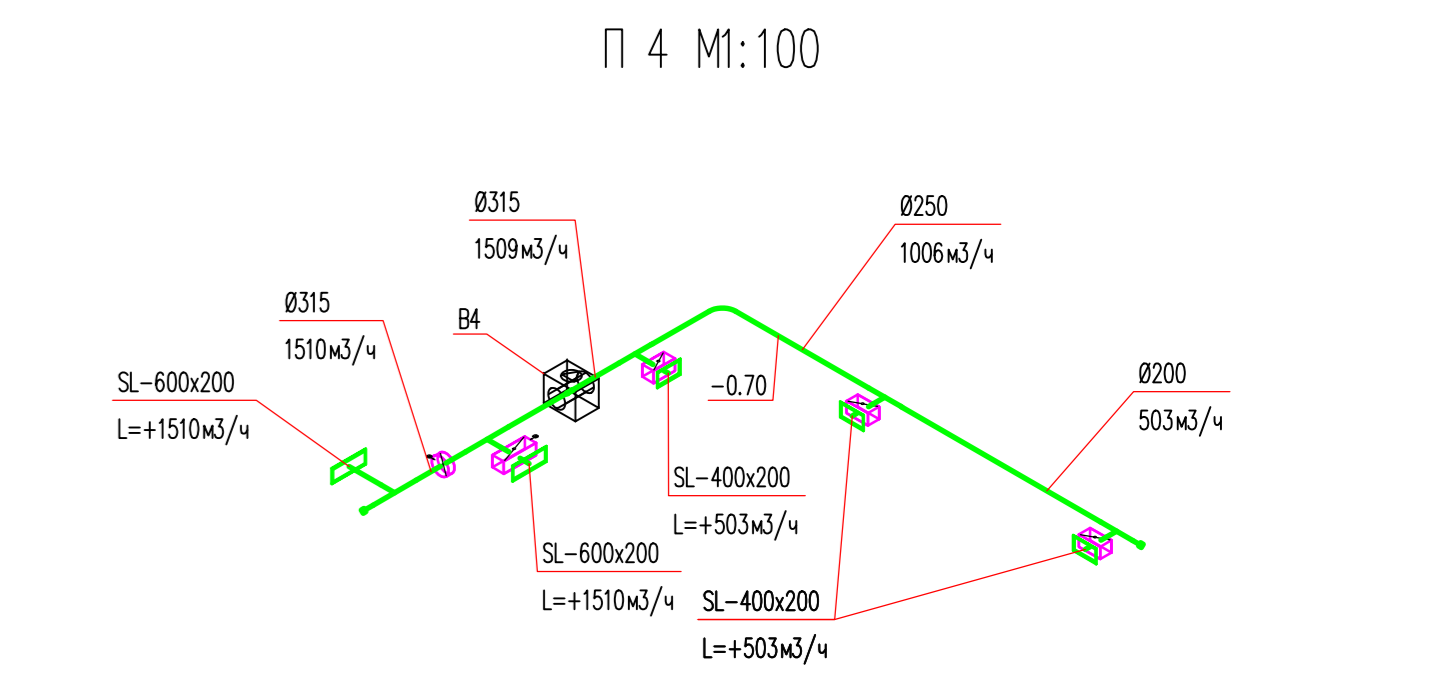 П 4 М1:100
Ø315
1509м3/ч
Ø250
1006м3/ч
Ø315
1510м3/ч
В4
SL-600x200
L=+1510м3/ч
-0.70
Ø200
503м3/ч
SL-400x200
L=+503м3/ч
SL-600x200
L=+1510м3/ч
SL-400x200
L=+503м3/ч